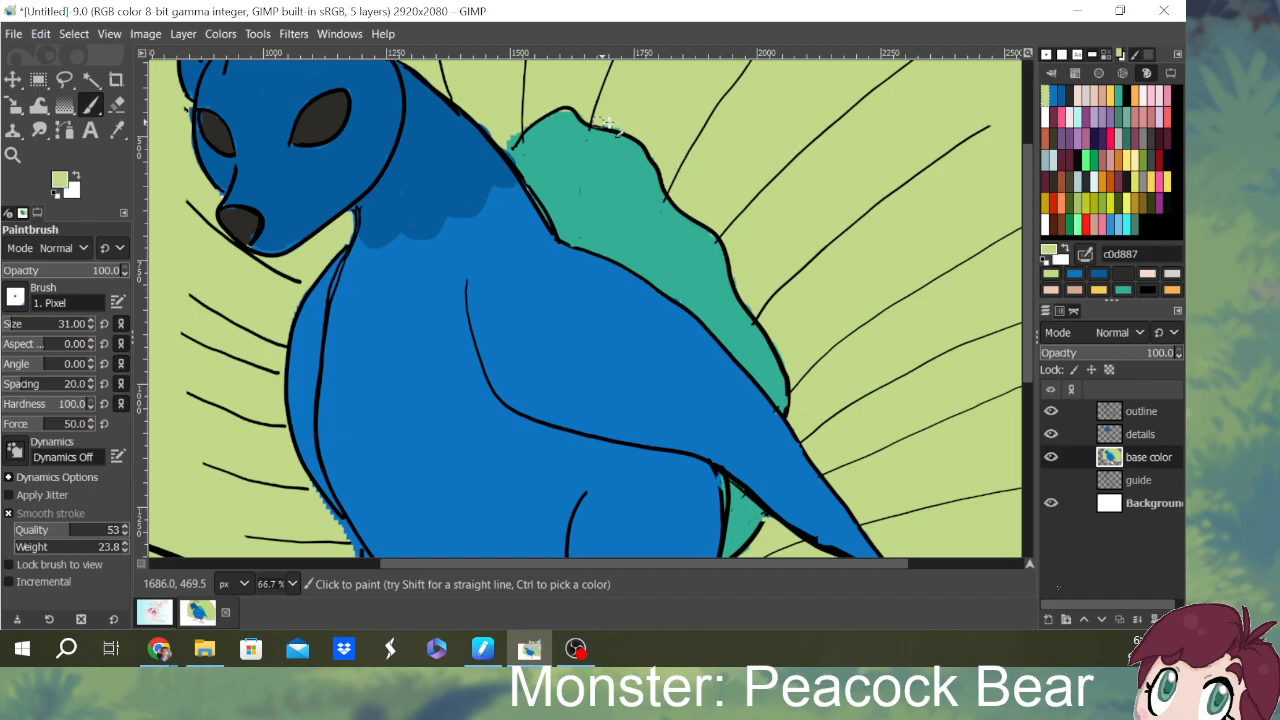 *[Untitled]-9.0 (RGB color 8-bit gamma integer, GIMP built-in sRGB, 5 layers) 2920x2080 – GIMP
File Edit Select View Image Layer Colors Tools Filters Windows Help
1000 1250 1500 1750 2000 2250 2500
Paintbrush
Mode Normal
Opacity 100.0
Brush
1. Pixel
Size 31.00
Aspect ... 0.00
Angle 0.00
Spacing 20.0
Hardness 100.0
Force 50.0
Dynamics
Dynamics Off
Dynamics Options
Apply Jitter
Smooth stroke
Quality 53
Weight 23.8
Lock brush to view
Incremental
c0d887
Mode Normal
Opacity 100.0
Lock:
outline
details
base color
guide
Backgroun
1686.0, 469.5 px 66.7 % Click to paint (try Shift for a straight line, Ctrl to pick a color)
Monster: Peacock Bear